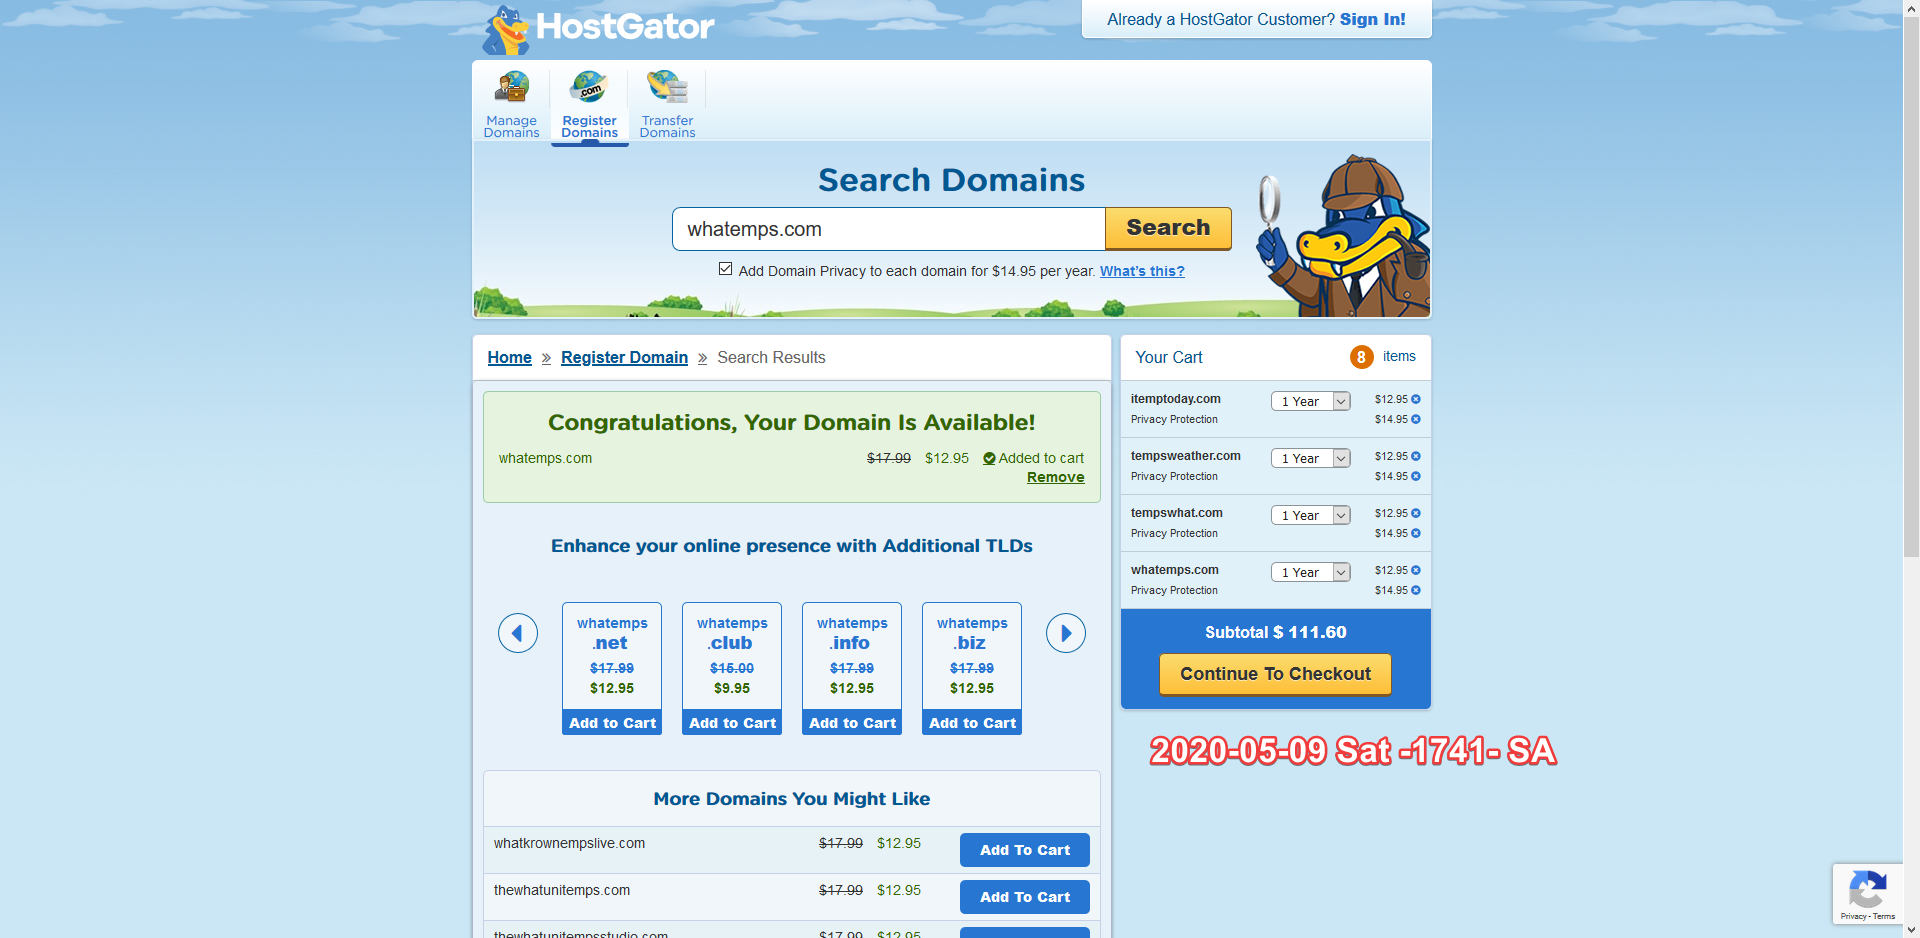 HostGator
Already a HostGator Customer? Sign In!
Manage Domains
.com
Register Domains
Transfer Domains
Search Domains
whatemps.com
Search
Add Domain Privacy to each domain for $14.95 per year. What's this?
Home » Register Domain » Search Results
Congratulations, Your Domain Is Available!
whatemps.com $17.99 $12.95 Added to cart
Remove
Enhance your online presence with Additional TLDs
whatemps
.net
$17.99
$12.95
Add to Cart
whatemps
.club
$15.00
$9.95
Add to Cart
whatemps
.info
$17.99
$12.95
Add to Cart
whatemps
.biz
$17.99
$12.95
Add to Cart
More Domains You Might Like
whatkrownempslive.com $17.99 $12.95 Add To Cart
thewhatunitemps.com $17.99 $12.95 Add To Cart
thewhatunitempsstudio.com $17.99 $12.95
Your Cart 8 items
itemptoday.com 1 Year $12.95
Privacy Protection $14.95
tempsweather.com 1 Year $12.95
Privacy Protection $14.95
tempswhat.com 1 Year $12.95
Privacy Protection $14.95
whatemps.com 1 Year $12.95
Privacy Protection $14.95
Subtotal $ 111.60
Continue To Checkout
2020-05-09 Sat -1741- SA
Privacy - Terms